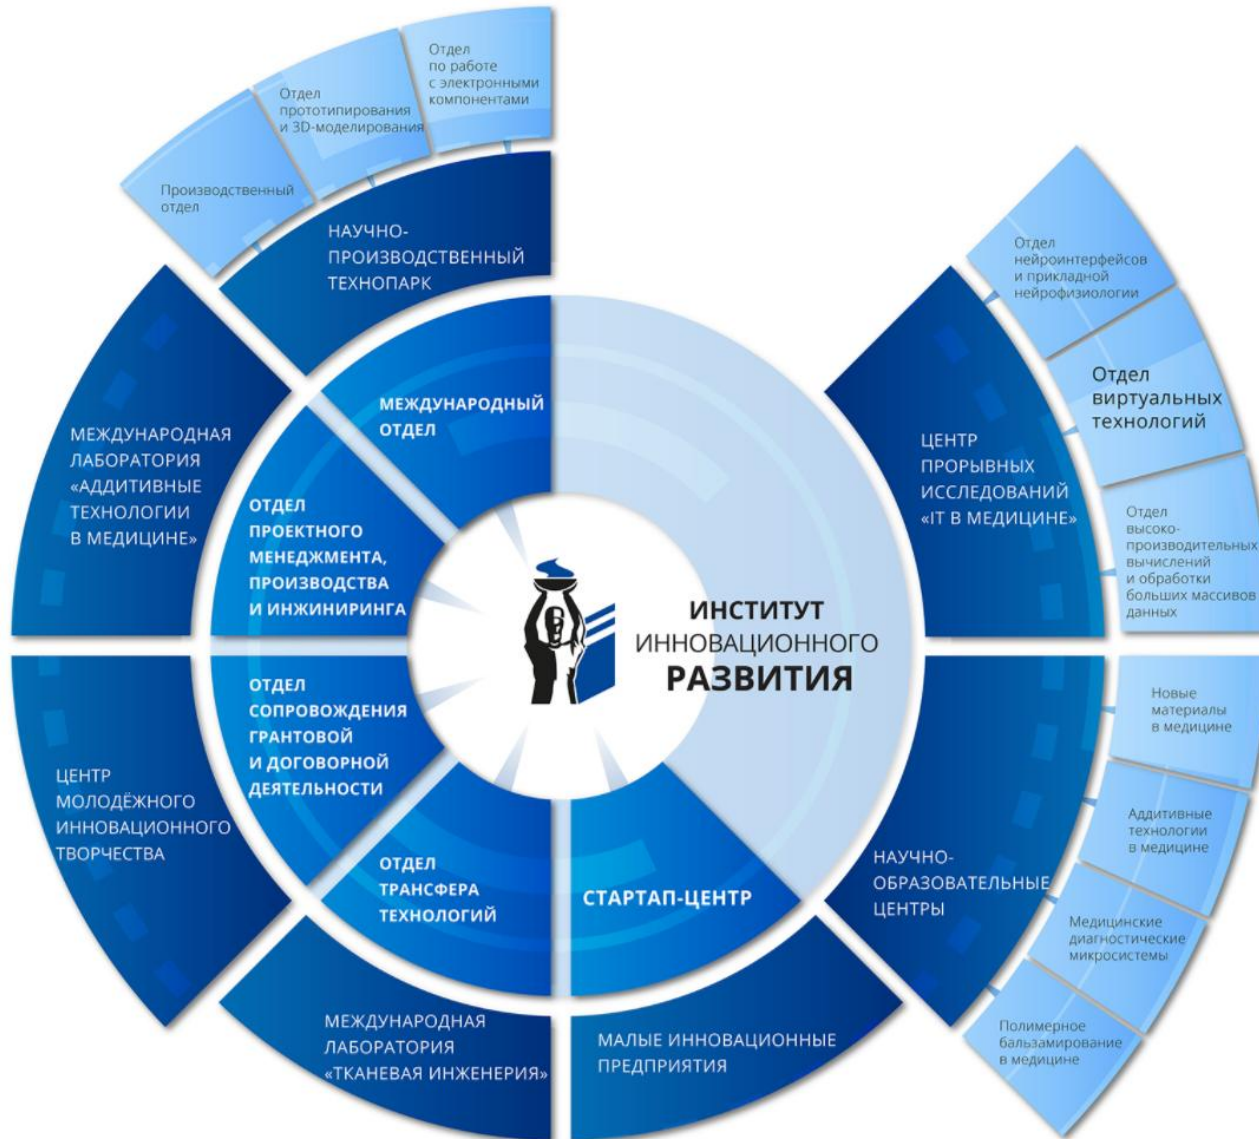 Отдел
по работе
с электронными
компонентами
Отдел
прототипирования
и 3D-моделирования
Производственный
отдел
НАУЧНО-
ПРОИЗВОДСТВЕННЫЙ
ТЕХНОПАРК
МЕЖДУНАРОДНАЯ
ЛАБОРАТОРИЯ
«АДДИТИВНЫЕ
ТЕХНОЛОГИИ
В МЕДИЦИНЕ»
ЦЕНТР
МОЛОДЁЖНОГО
ИННОВАЦИОННОГО
ТВОРЧЕСТВА
МЕЖДУНАРОДНАЯ
ЛАБОРАТОРИЯ
«ТКАНЕВАЯ ИНЖЕНЕРИЯ»
МАЛЫЕ ИННОВАЦИОННЫЕ
ПРЕДПРИЯТИЯ
МЕЖДУНАРОДНЫЙ
ОТДЕЛ
ОТДЕЛ
ПРОЕКТНОГО
МЕНЕДЖМЕНТА,
ПРОИЗВОДСТВА
И ИНЖИНИРИНГА
ОТДЕЛ
СОПРОВОЖДЕНИЯ
ГРАНТОВОЙ
И ДОГОВОРНОЙ
ДЕЯТЕЛЬНОСТИ
ОТДЕЛ
ТРАНСФЕРА
ТЕХНОЛОГИЙ
СТАРТАП-ЦЕНТР
ИНСТИТУТ
ИННОВАЦИОННОГО
РАЗВИТИЯ
ЦЕНТР
ПРОРЫВНЫХ
ИССЛЕДОВАНИЙ
«IT В МЕДИЦИНЕ»
Отдел
нейроинтерфейсов
и прикладной
нейрофизиологии
Отдел
виртуальных
технологий
Отдел
высоко-
производительных
вычислений
и обработки
больших массивов
данных
НАУЧНО-
ОБРАЗОВАТЕЛЬНЫЕ
ЦЕНТРЫ
Новые
материалы
в медицине
Аддитивные
технологии
в медицине
Медицинские
диагностические
микросистемы
Полимерное
бальзамирование
в медицине